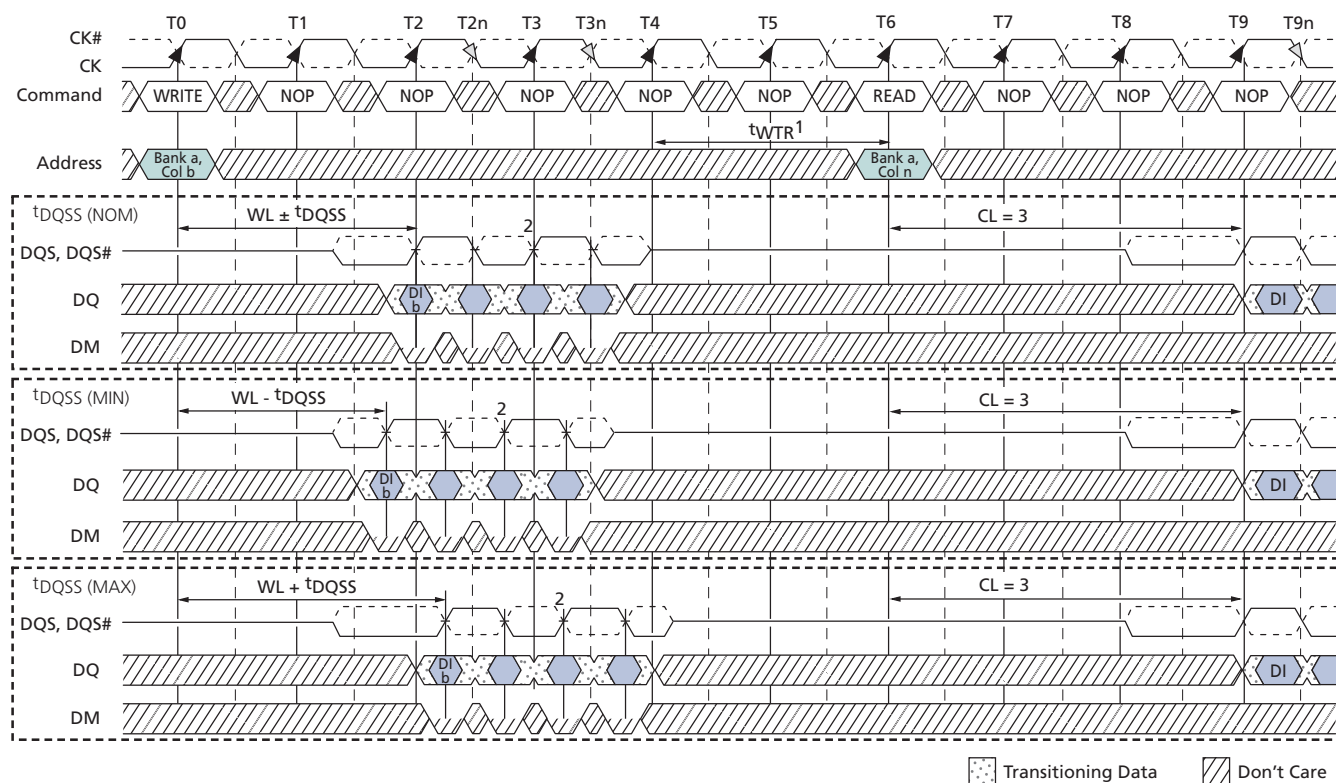 T0 T1 T2 T2n T3 T3n T4 T5 T6 T7 T8 T9 T9n
CK#
CK
Command WRITE NOP NOP NOP NOP NOP READ NOP NOP NOP
tWTR1
Address Bank a, Col b Bank a, Col n
tDQSS (NOM) WL ± tDQSS 2 CL = 3
DQS, DQS#
DQ DI b DI
DM
tDQSS (MIN) WL - tDQSS 2 CL = 3
DQS, DQS#
DQ DI b DI
DM
tDQSS (MAX) WL + tDQSS 2 CL = 3
DQS, DQS#
DQ DI b DI
DM
Transitioning Data Don't Care